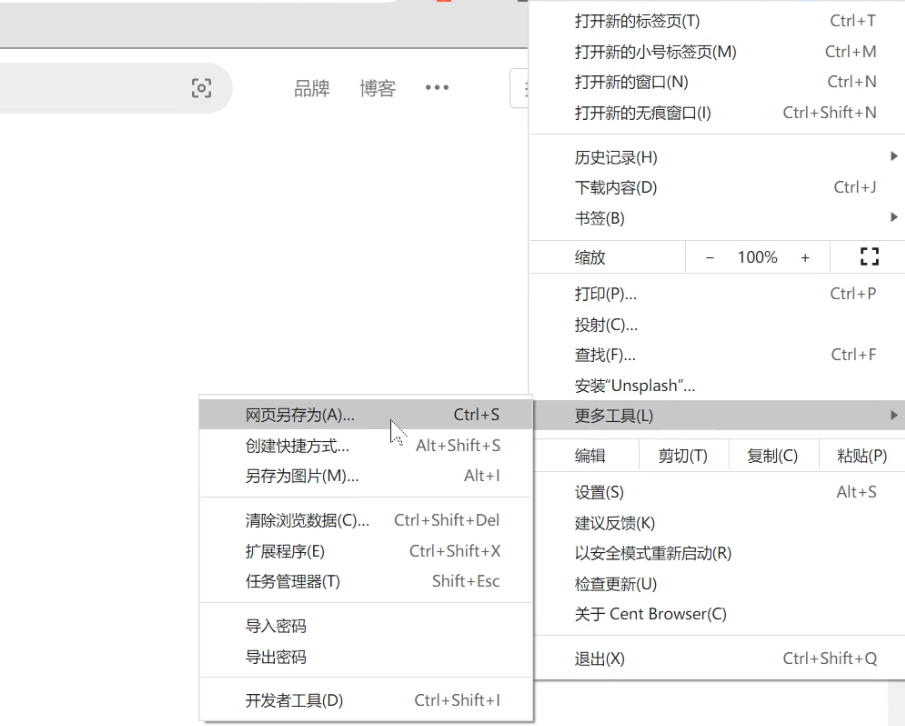 品牌 博客 •••
打开新的标签页(T) Ctrl+T
打开新的小号标签页(M) Ctrl+M
打开新的窗口(N) Ctrl+N
打开新的无痕窗口(I) Ctrl+Shift+N
历史记录(H)
下载内容(D) Ctrl+J
书签(B)
缩放 − 100% +
打印(P)... Ctrl+P
投射(C)...
查找(F)... Ctrl+F
安装“Unsplash”...
更多工具(L)
编辑 剪切(T) 复制(C) 粘贴(P)
设置(S) Alt+S
建议反馈(K)
以安全模式重新启动(R)
检查更新(U)
关于 Cent Browser(C)
退出(X) Ctrl+Shift+Q
网页另存为(A)... Ctrl+S
创建快捷方式... Alt+Shift+S
另存为图片(M)... Alt+I
清除浏览数据(C)... Ctrl+Shift+Del
扩展程序(E) Ctrl+Shift+X
任务管理器(T) Shift+Esc
导入密码
导出密码
开发者工具(D) Ctrl+Shift+I